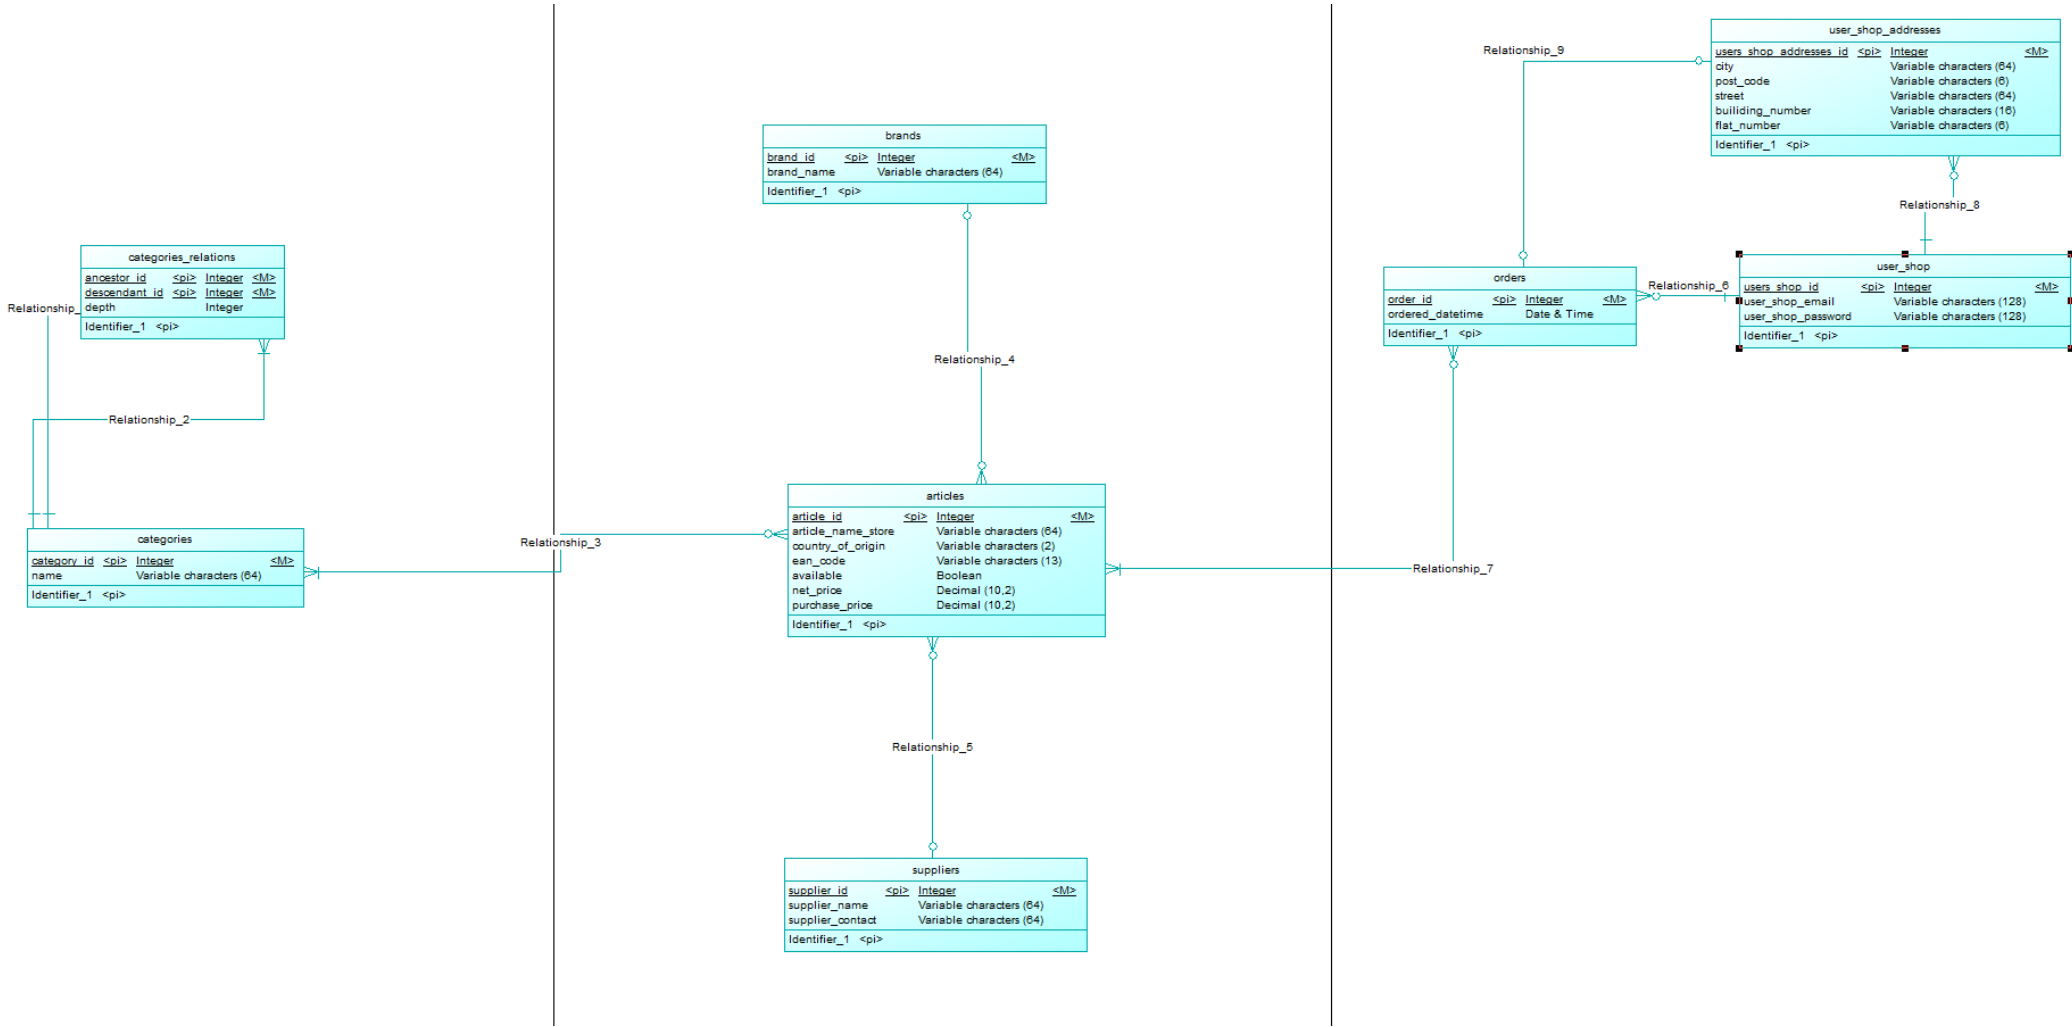 categories_relations
ancestor_id <pi> Integer <M>
descendant_id <pi> Integer <M>
depth Integer
Identifier_1 <pi>
Relationship_
Relationship_2
categories
category_id <pi> Integer <M>
name Variable characters (64)
Identifier_1 <pi>
Relationship_3
brands
brand_id <pi> Integer <M>
brand_name Variable characters (64)
Identifier_1 <pi>
Relationship_4
articles
article_id <pi> Integer <M>
article_name_store Variable characters (64)
country_of_origin Variable characters (2)
ean_code Variable characters (13)
available Boolean
net_price Decimal (10,2)
purchase_price Decimal (10,2)
Identifier_1 <pi>
Relationship_5
suppliers
supplier_id <pi> Integer <M>
supplier_name Variable characters (64)
supplier_contact Variable characters (64)
Identifier_1 <pi>
Relationship_9
user_shop_addresses
users_shop_addresses_id <pi> Integer <M>
city Variable characters (64)
post_code Variable characters (6)
street Variable characters (64)
builiding_number Variable characters (16)
flat_number Variable characters (6)
Identifier_1 <pi>
Relationship_8
orders
order_id <pi> Integer <M>
ordered_datetime Date & Time
Identifier_1 <pi>
Relationship_6
user_shop
users_shop_id <pi> Integer <M>
user_shop_email Variable characters (128)
user_shop_password Variable characters (128)
Identifier_1 <pi>
Relationship_7